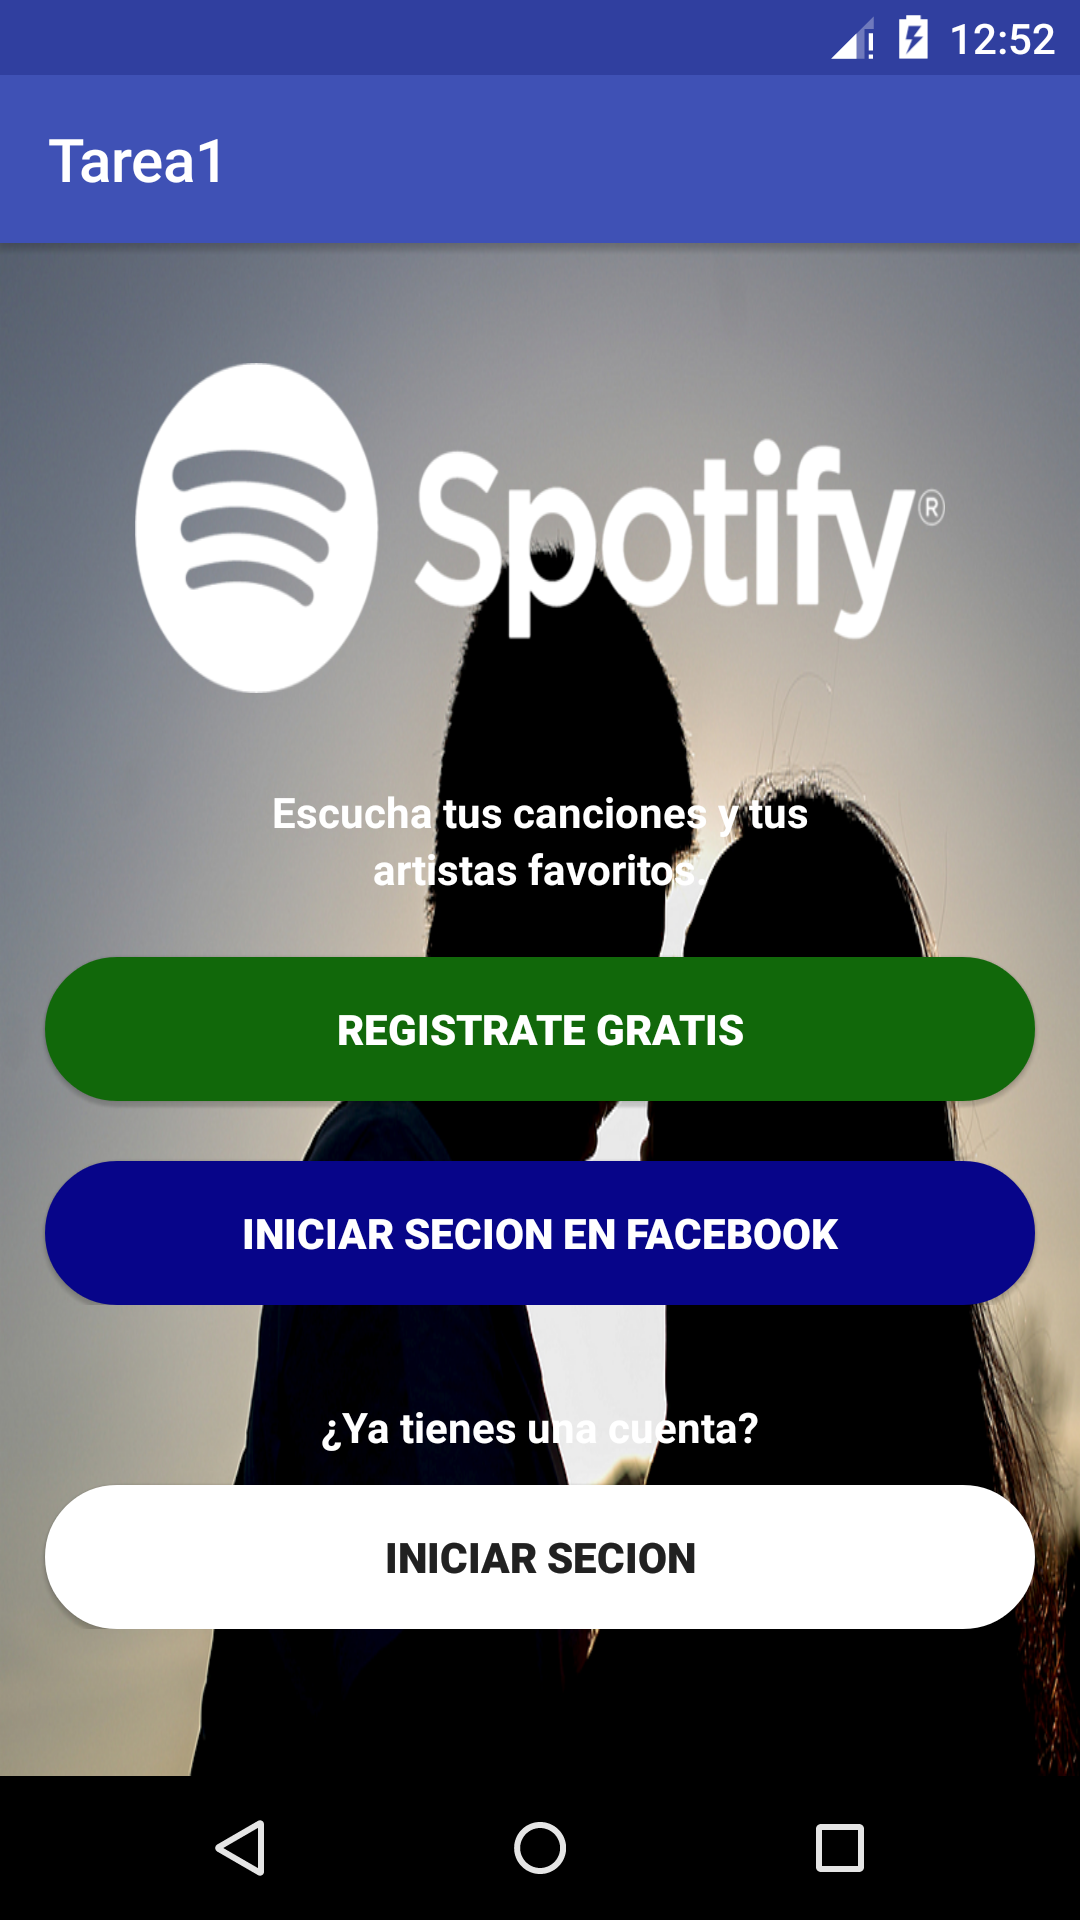 12:52
Tarea1
Spotify®
Escucha tus canciones y tus
artistas favoritos.
REGISTRATE GRATIS
INICIAR SECION EN FACEBOOK
¿Ya tienes una cuenta?
INICIAR SECION